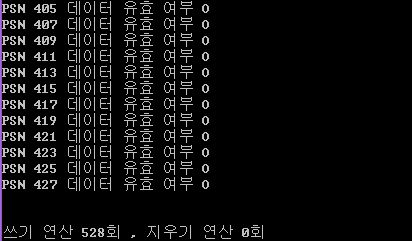 PSN 405 데이터 유효 여부 0
PSN 407 데이터 유효 여부 0
PSN 409 데이터 유효 여부 0
PSN 411 데이터 유효 여부 0
PSN 413 데이터 유효 여부 0
PSN 415 데이터 유효 여부 0
PSN 417 데이터 유효 여부 0
PSN 419 데이터 유효 여부 0
PSN 421 데이터 유효 여부 0
PSN 423 데이터 유효 여부 0
PSN 425 데이터 유효 여부 0
PSN 427 데이터 유효 여부 0
쓰기 연산 528회 , 지우기 연산 0회